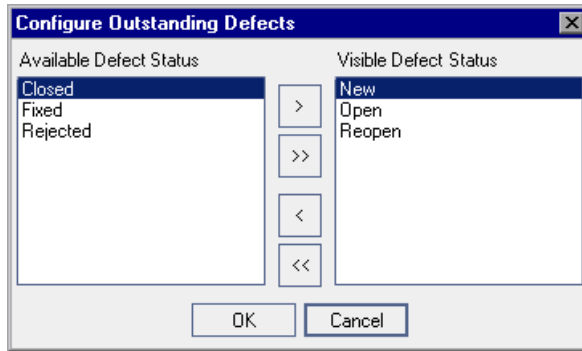 Configure Outstanding Defects
Available Defect Status
Visible Defect Status
Closed
Fixed
Rejected
>
>>
<
<<
New
Open
Reopen
OK
Cancel